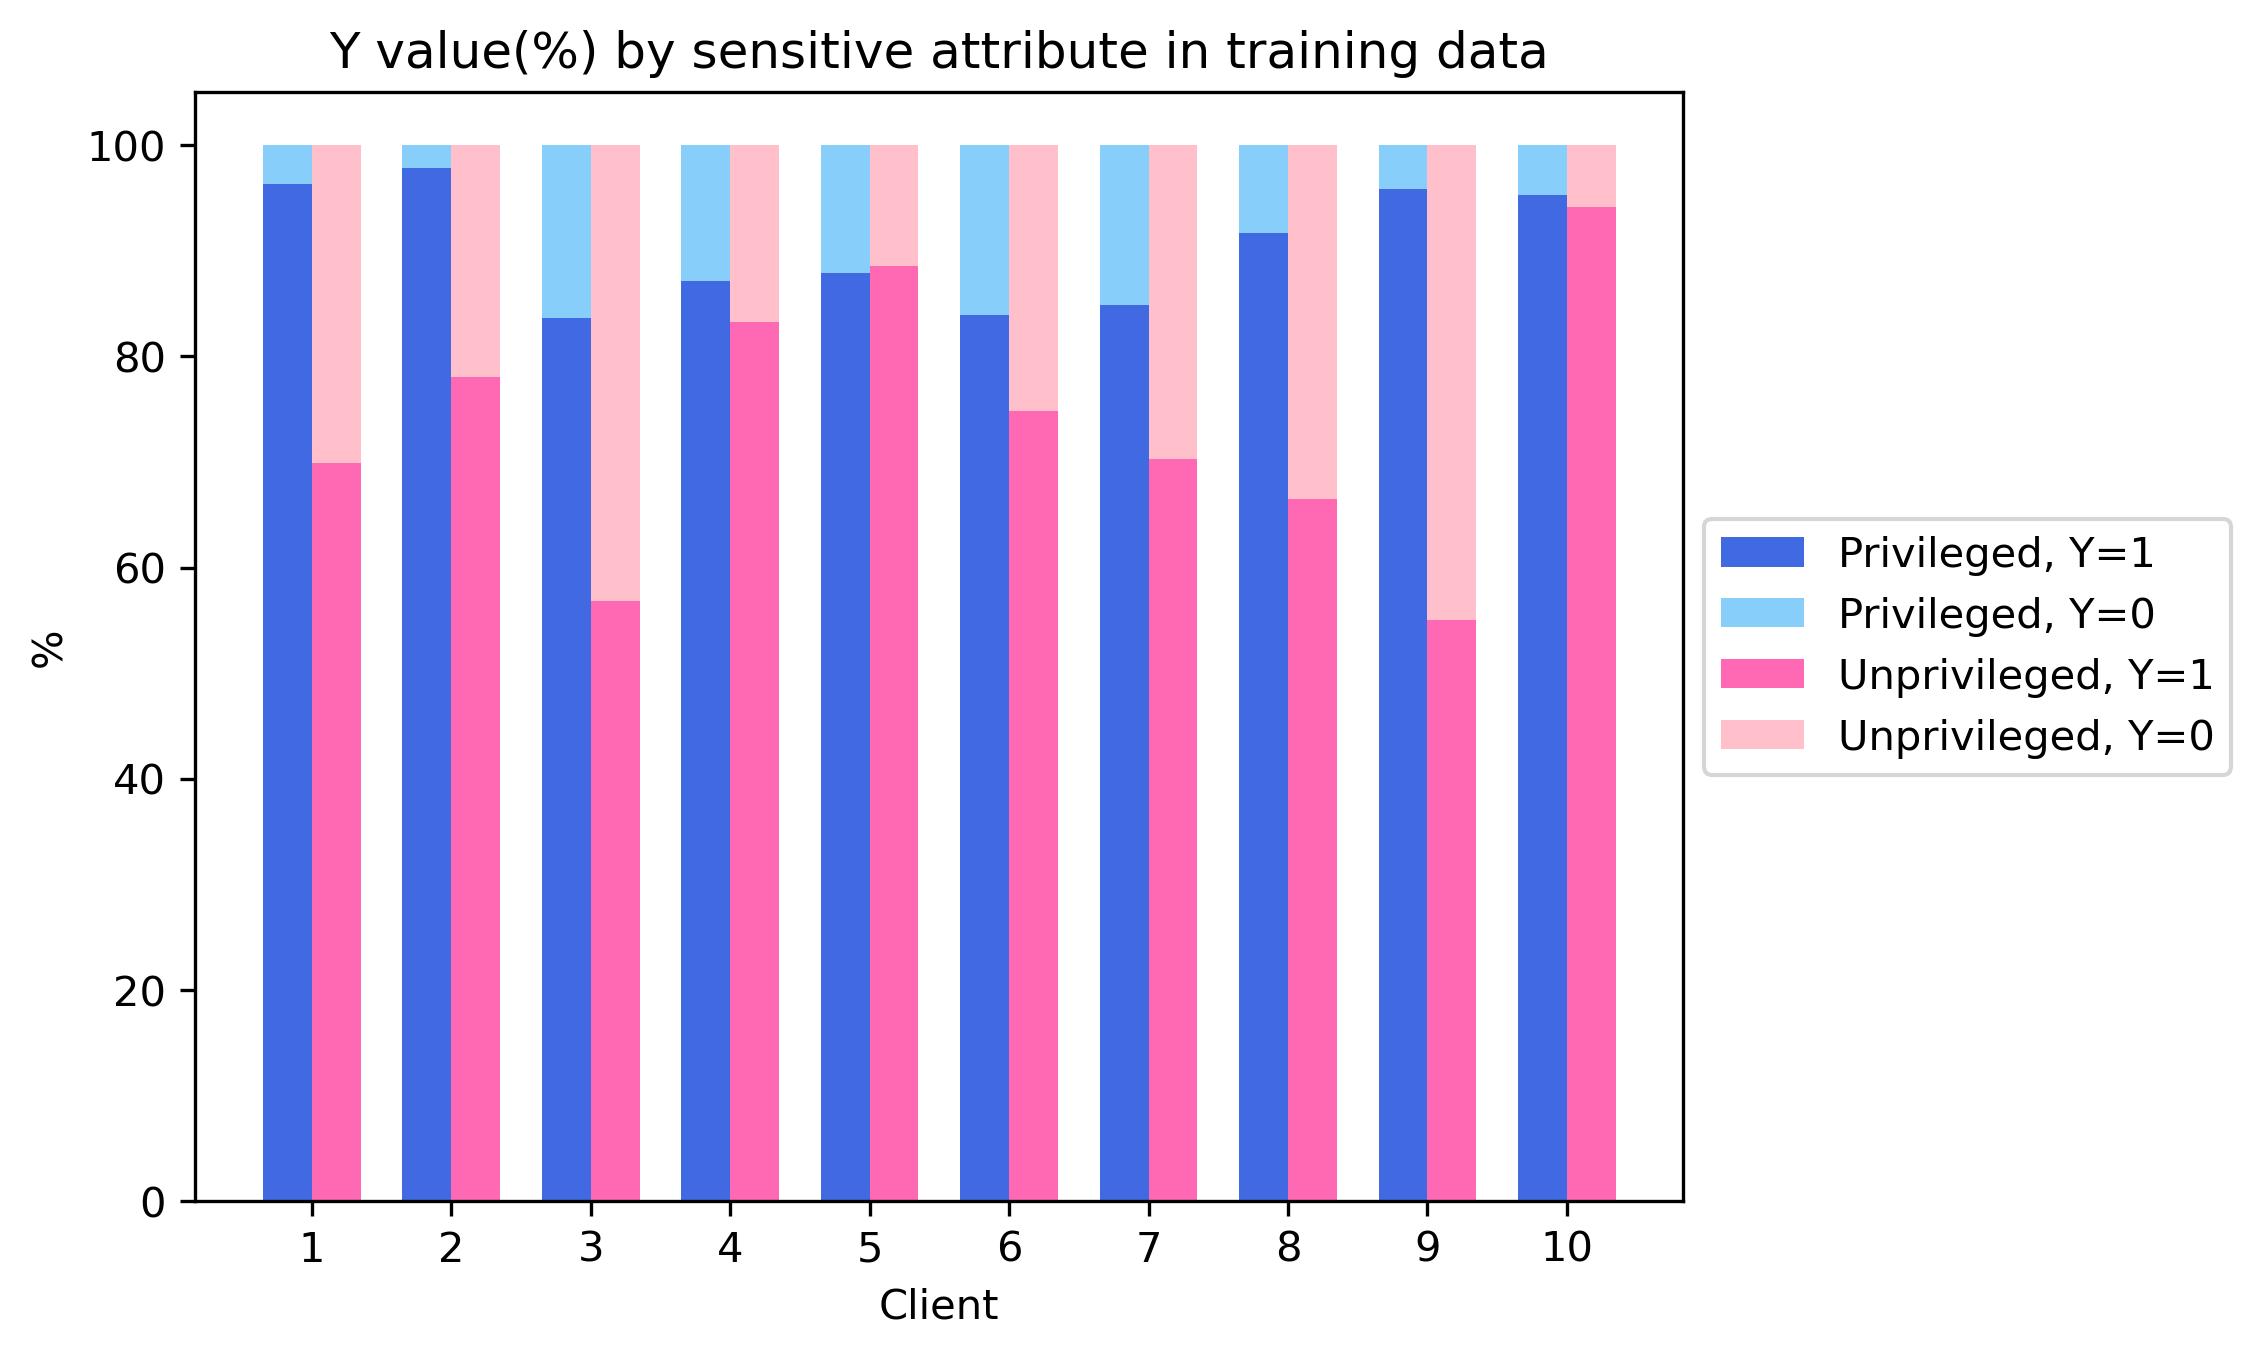 Y value(%) by sensitive attribute in training data
100
80
60
40
20
0
%
1 2 3 4 5 6 7 8 9 10
Client
Privileged, Y=1
Privileged, Y=0
Unprivileged, Y=1
Unprivileged, Y=0